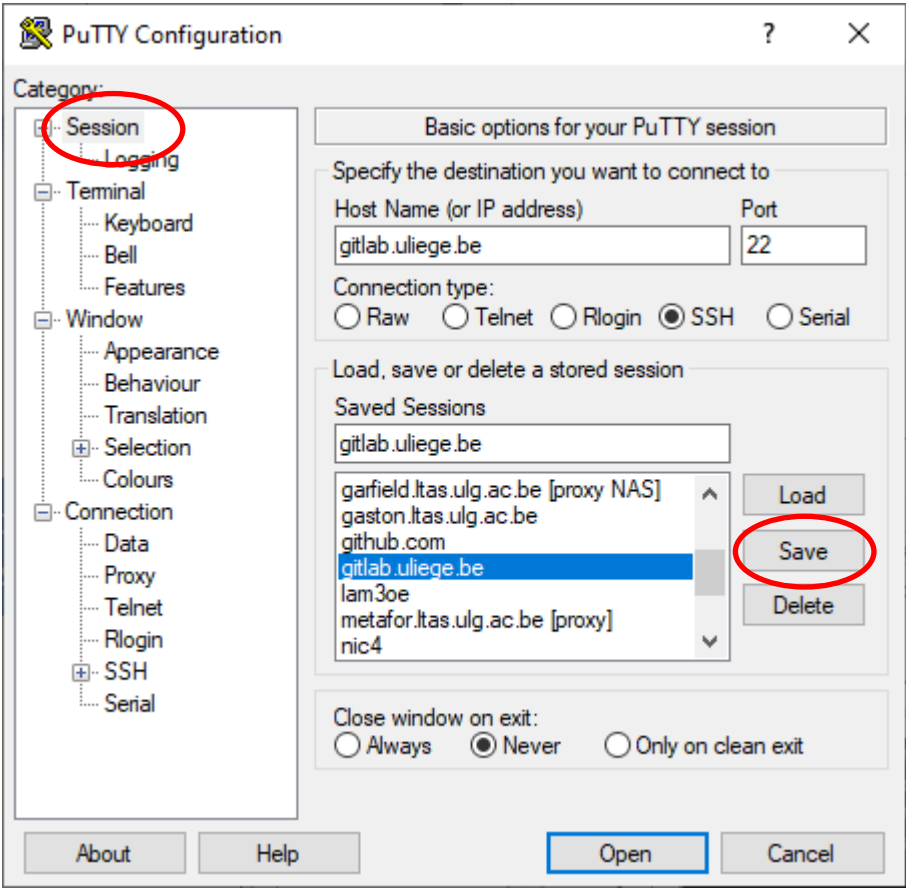 PuTTY Configuration
?
Category:
Session
Logging
Terminal
Keyboard
Bell
Features
Window
Appearance
Behaviour
Translation
Selection
Colours
Connection
Data
Proxy
Telnet
Rlogin
SSH
Serial
Basic options for your PuTTY session
Specify the destination you want to connect to
Host Name (or IP address) Port
gitlab.uliege.be 22
Connection type:
Raw Telnet Rlogin SSH Serial
Load, save or delete a stored session
Saved Sessions
gitlab.uliege.be
garfield.ltas.ulg.ac.be [proxy NAS]
gaston.ltas.ulg.ac.be
github.com
gitlab.uliege.be
lam3oe
metafor.ltas.ulg.ac.be [proxy]
nic4
Load
Save
Delete
Close window on exit:
Always Never Only on clean exit
About Help Open Cancel